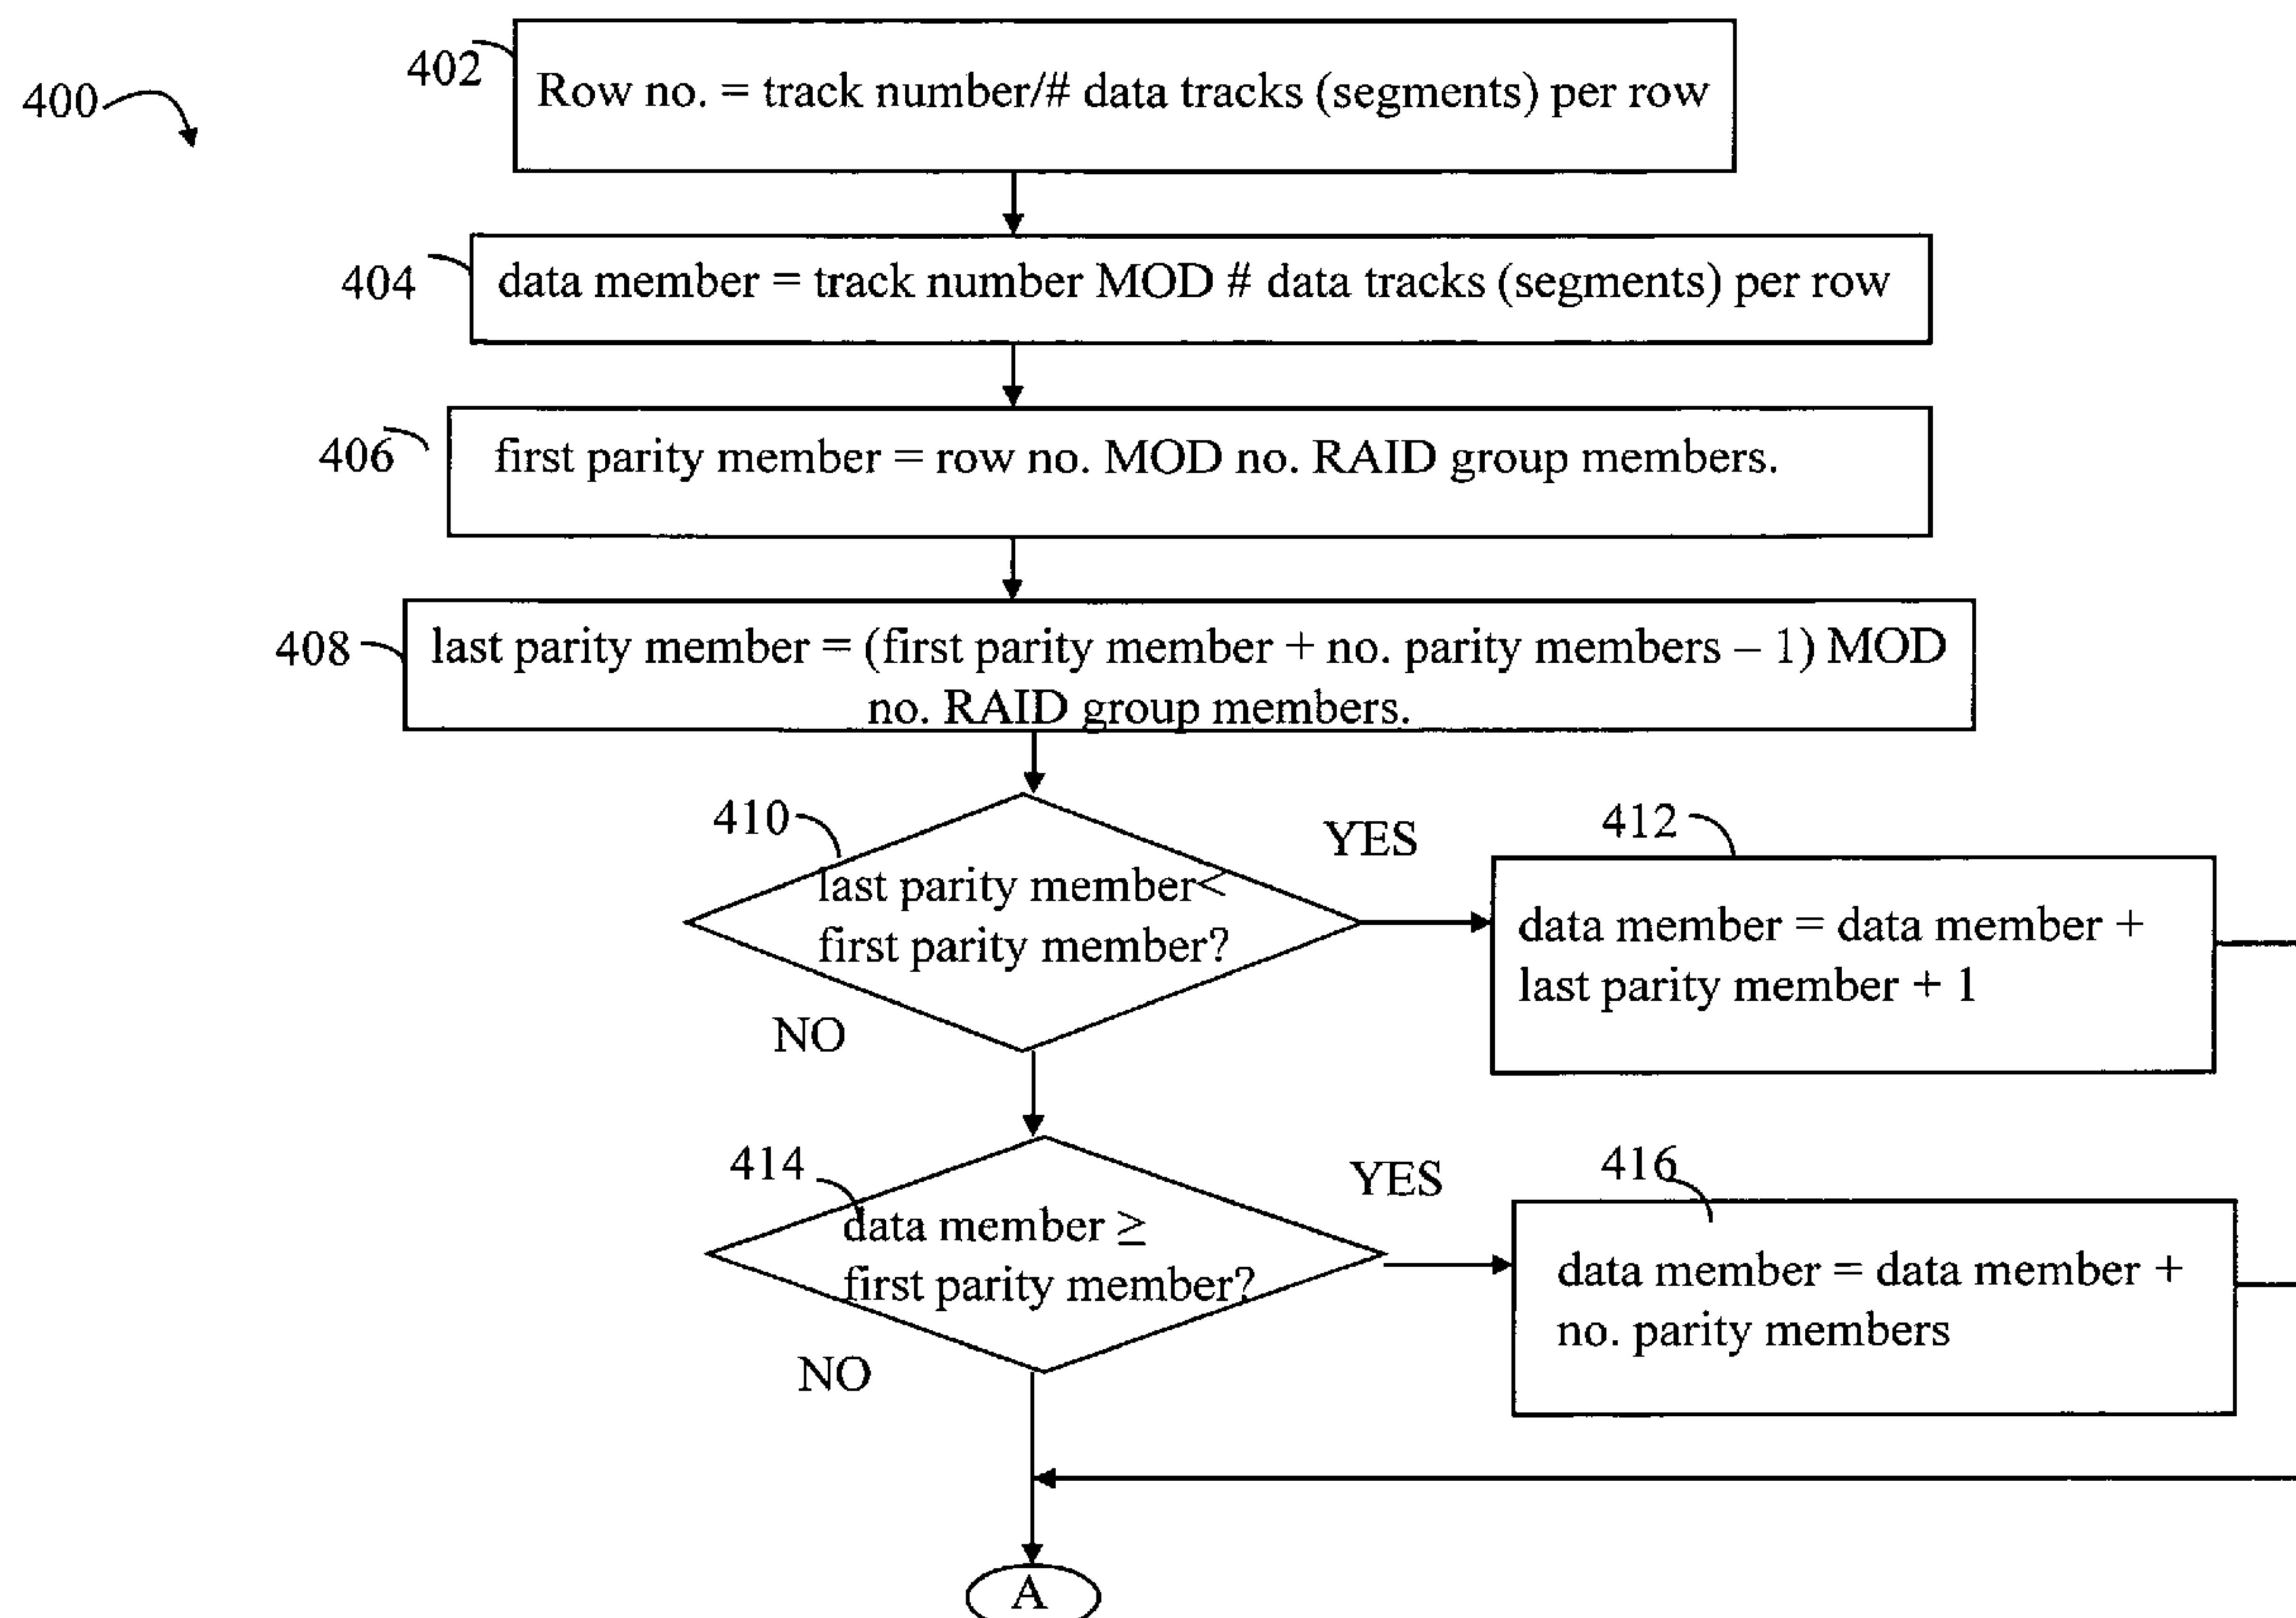 400
402
Row no. = track number/# data tracks (segments) per row
404
data member = track number MOD # data tracks (segments) per row
406
first parity member = row no. MOD no. RAID group members.
408
last parity member = (first parity member + no. parity members – 1) MOD
no. RAID group members.
410
last parity member<
first parity member?
YES
NO
412
data member = data member +
last parity member + 1
414
data member ≥
first parity member?
YES
NO
416
data member = data member +
no. parity members
A